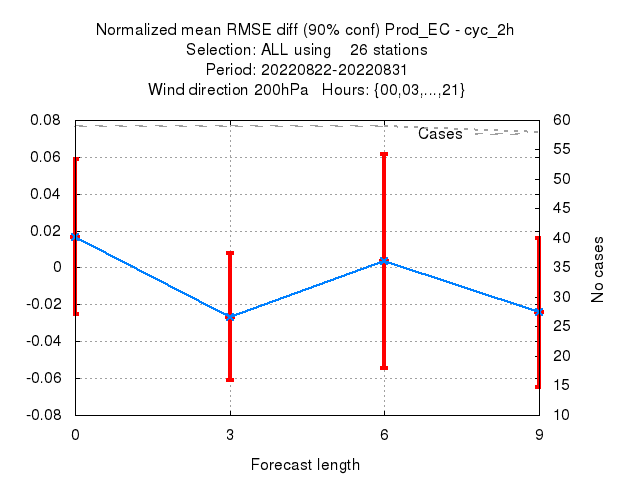 Normalized mean RMSE diff (90% conf) Prod_EC - cyc_2h
Selection: ALL using 26 stations
Period: 20220822-20220831
Wind direction 200hPa Hours: {00,03,...,21}
0.08
0.06
0.04
0.02
0
-0.02
-0.04
-0.06
-0.08
Cases
60
55
50
45
40
35
30
25
20
15
10
No cases
0 3 6 9
Forecast length